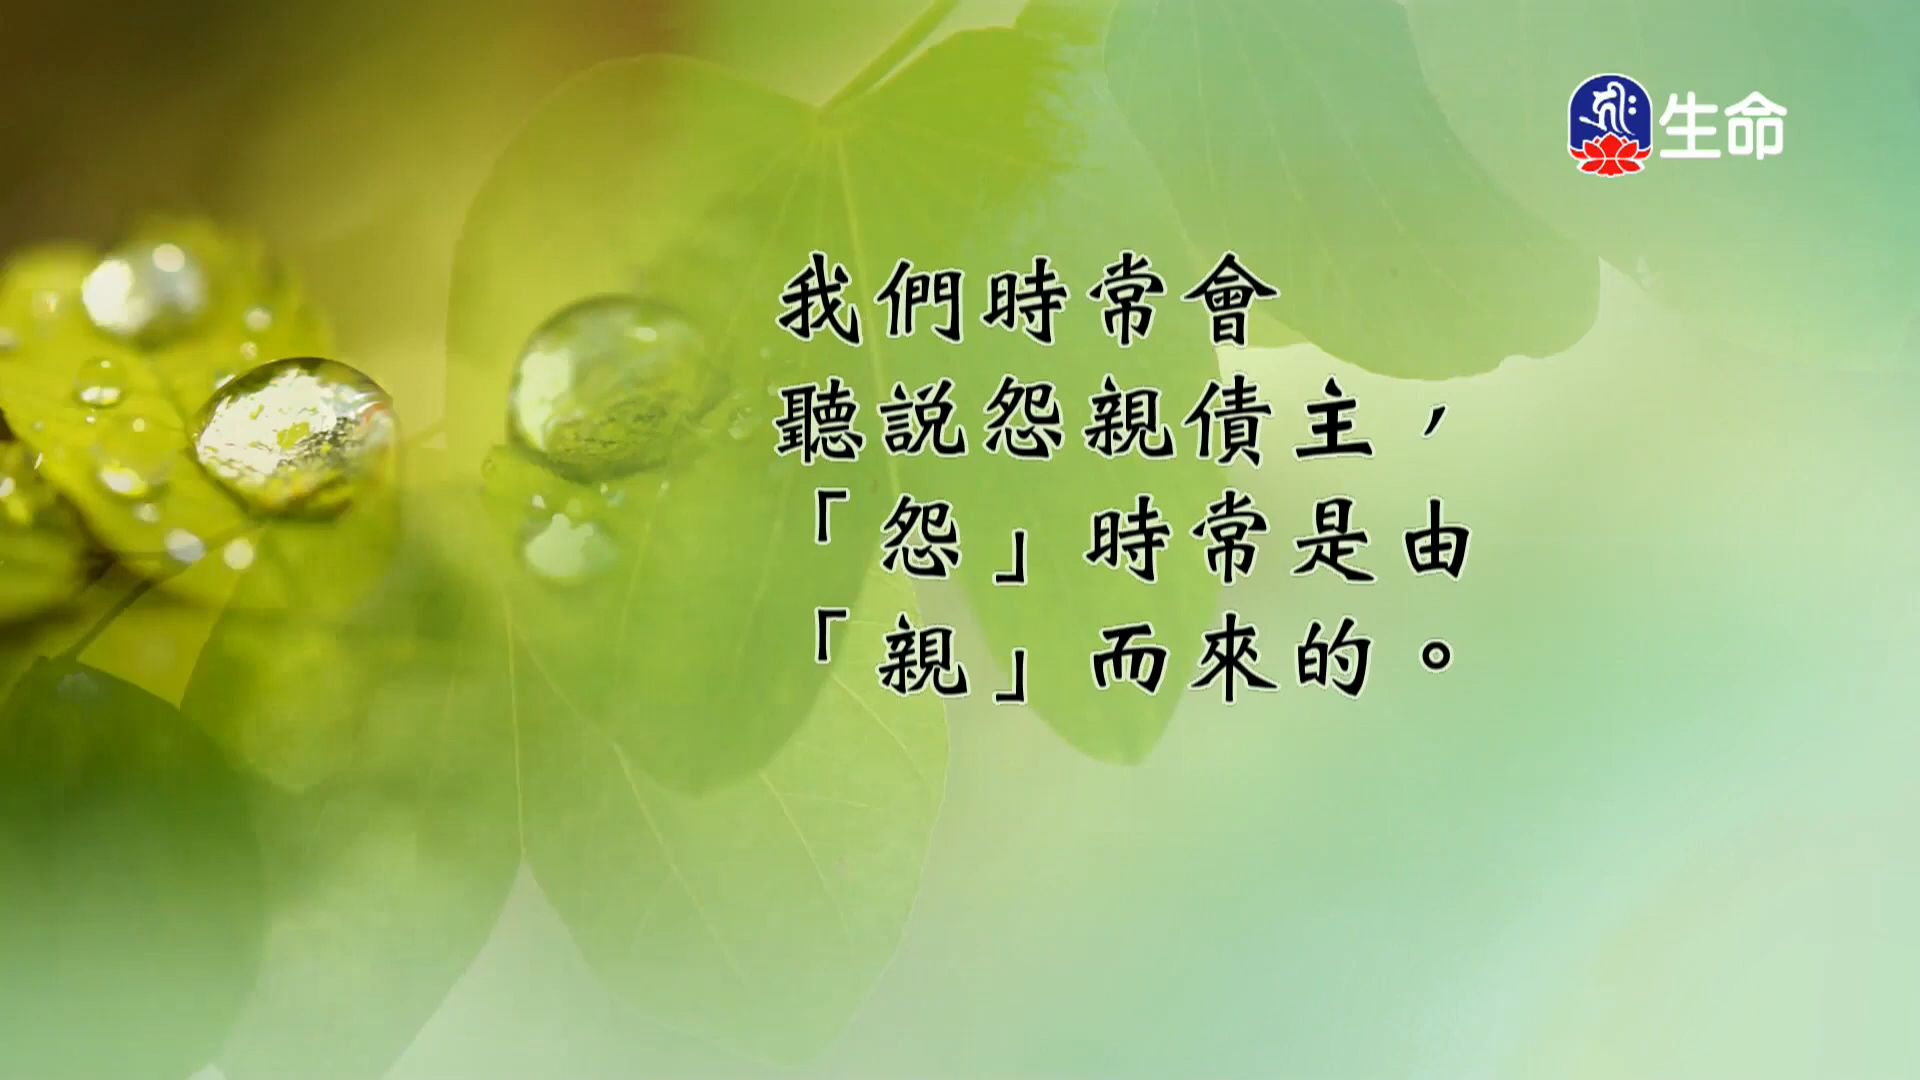 生命
我們時常會
聽説怨親債主，
「怨」時常是由
「親」而來的。